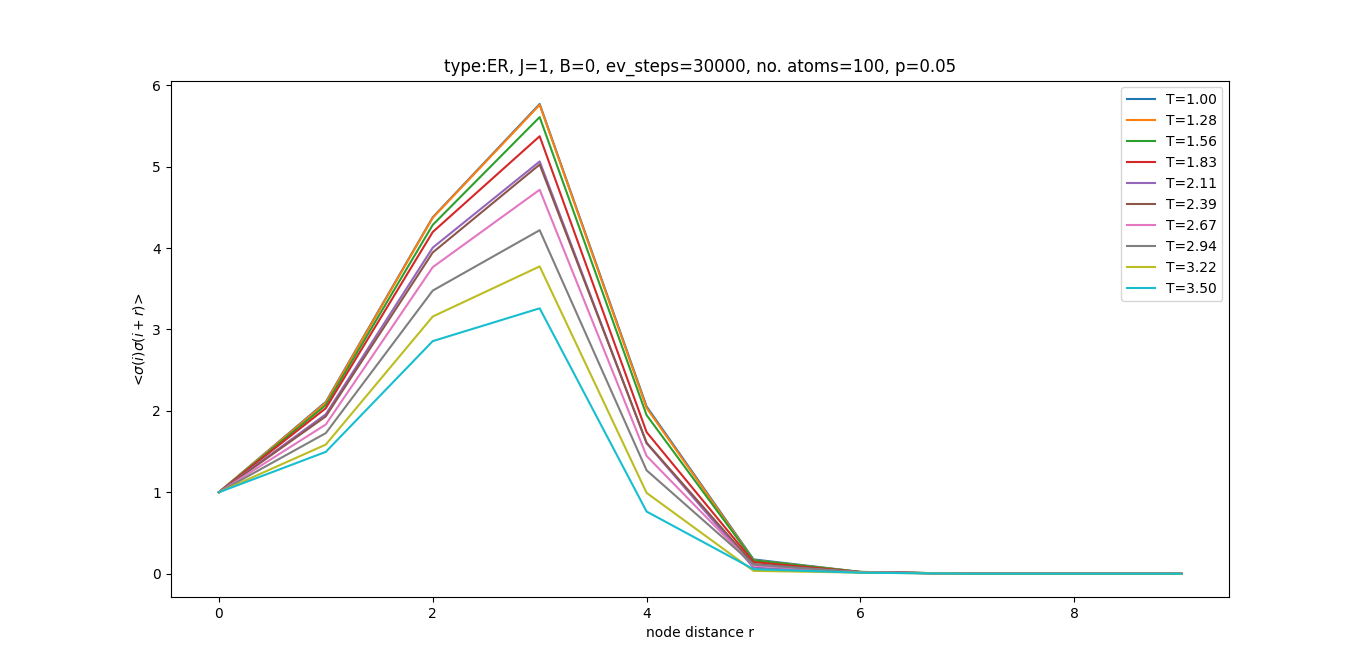 type:ER, J=1, B=0, ev_steps=30000, no. atoms=100, p=0.05
<σ(i)σ(i + r)>
6
5
4
3
2
1
0
T=1.00
T=1.28
T=1.56
T=1.83
T=2.11
T=2.39
T=2.67
T=2.94
T=3.22
T=3.50
0 2 4 6 8
node distance r